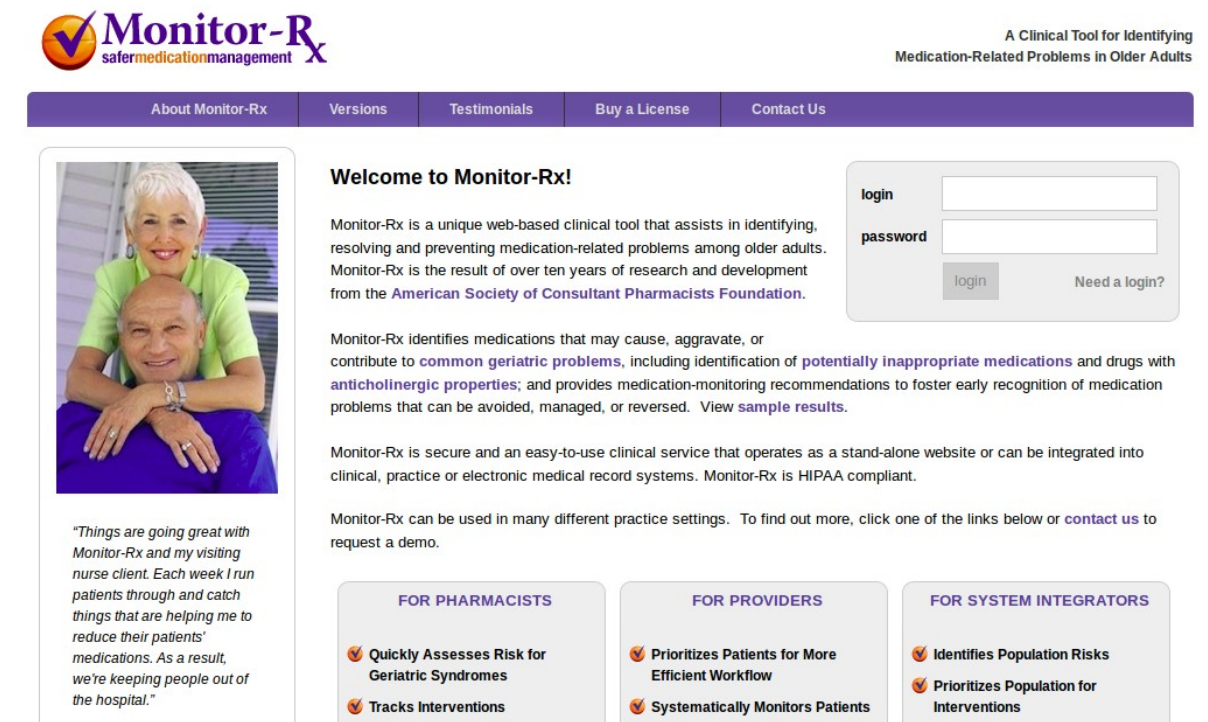 Monitor-Rx
safermedicationmanagement
A Clinical Tool for Identifying
Medication-Related Problems in Older Adults
About Monitor-Rx
Versions
Testimonials
Buy a License
Contact Us
Welcome to Monitor-Rx!
Monitor-Rx is a unique web-based clinical tool that assists in identifying,
resolving and preventing medication-related problems among older adults.
Monitor-Rx is the result of over ten years of research and development
from the American Society of Consultant Pharmacists Foundation.
login
password
login
Need a login?
Monitor-Rx identifies medications that may cause, aggravate, or
contribute to common geriatric problems, including identification of potentially inappropriate medications and drugs with
anticholinergic properties; and provides medication-monitoring recommendations to foster early recognition of medication
problems that can be avoided, managed, or reversed.  View sample results.
Monitor-Rx is secure and an easy-to-use clinical service that operates as a stand-alone website or can be integrated into
clinical, practice or electronic medical record systems. Monitor-Rx is HIPAA compliant.
Monitor-Rx can be used in many different practice settings.  To find out more, click one of the links below or contact us to
request a demo.
“Things are going great with
Monitor-Rx and my visiting
nurse client. Each week I run
patients through and catch
things that are helping me to
reduce their patients'
medications. As a result,
we're keeping people out of
the hospital.”
FOR PHARMACISTS
Quickly Assesses Risk for
Geriatric Syndromes
Tracks Interventions
FOR PROVIDERS
Prioritizes Patients for More
Efficient Workflow
Systematically Monitors Patients
FOR SYSTEM INTEGRATORS
Identifies Population Risks
Prioritizes Population for
Interventions